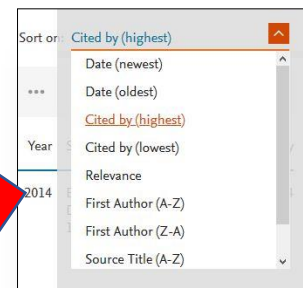 Sort on: Cited by (highest)
Date (newest)
...
Date (oldest)
Cited by (highest)
Year
Cited by (lowest)
2014
Relevance
First Author (A-Z)
First Author (Z-A)
Source Title (A-Z)